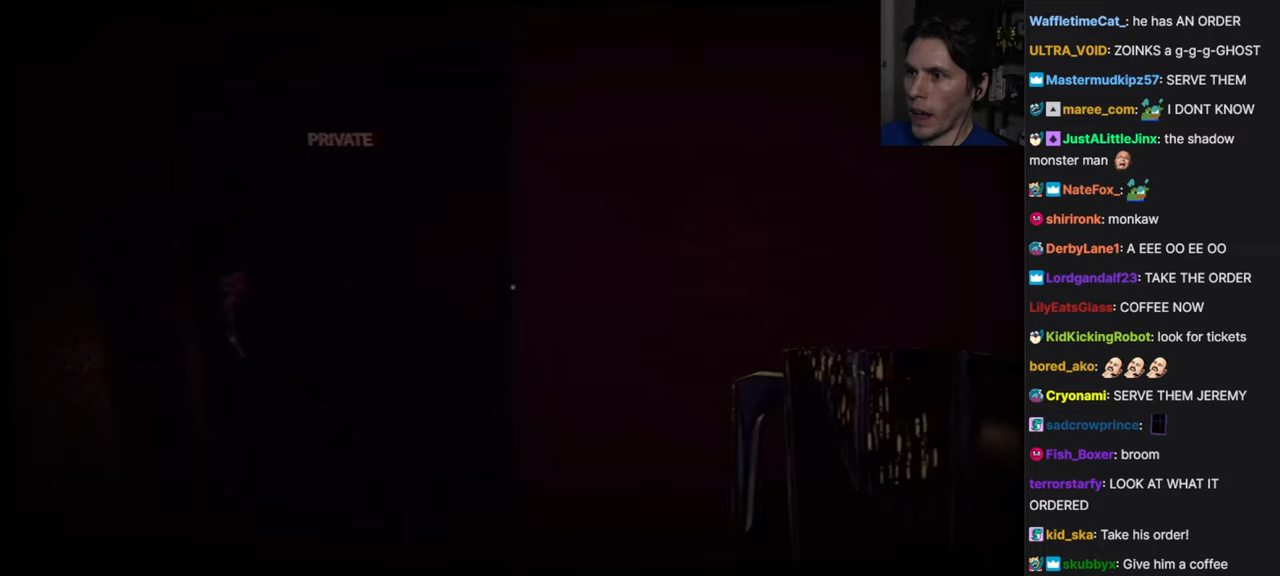 PRIVATE
WaffletimeCat_: he has AN ORDER
ULTRA_V0ID: ZOINKS a g-g-g-GHOST
Mastermudkipz57: SERVE THEM
maree_com: I DONT KNOW
JustALittleJinx: the shadow
monster man
NateFox_:
shirironk: monkaw
DerbyLane1: A EEE OO EE OO
Lordgandalf23: TAKE THE ORDER
LilyEatsGlass: COFFEE NOW
KidKickingRobot: look for tickets
bored_ako:
Cryonami: SERVE THEM JEREMY
sadcrowprince:
Fish_Boxer: broom
terrorstarfy: LOOK AT WHAT IT
ORDERED
kid_ska: Take his order!
skubbyx: Give him a coffee